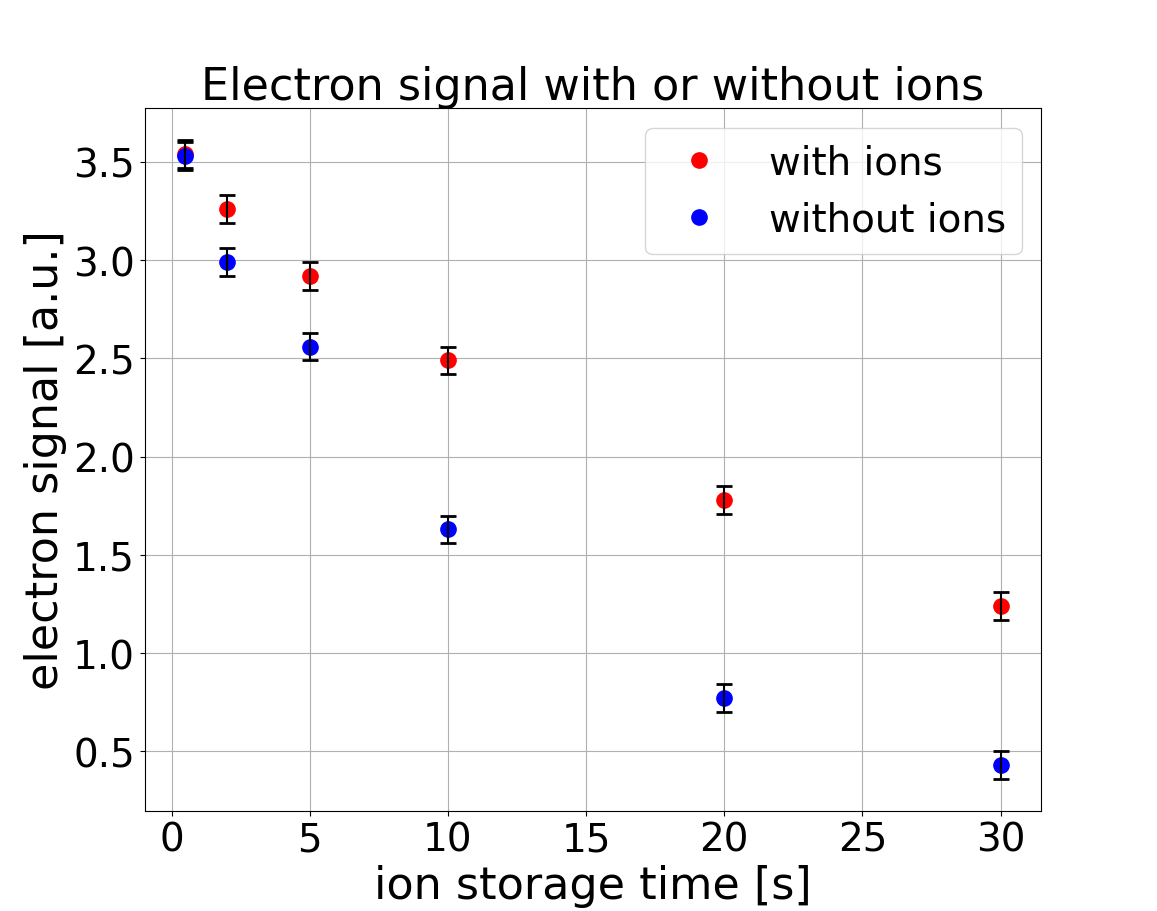 Electron signal with or without ions
with ions
without ions
electron signal [a.u.]
3.5
3.0
2.5
2.0
1.5
1.0
0.5
0 5 10 15 20 25 30
ion storage time [s]